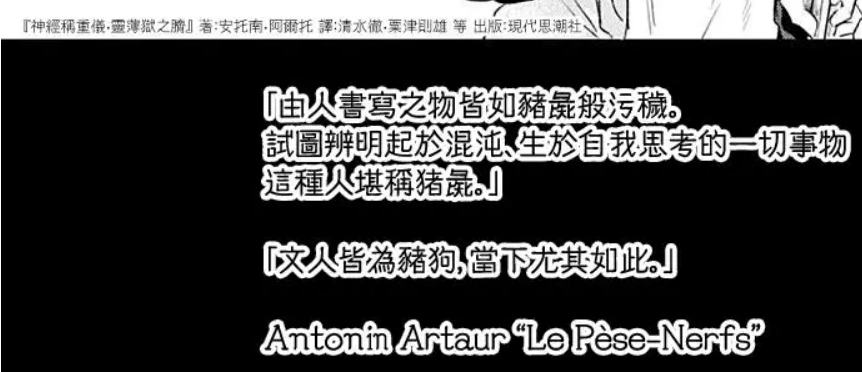 『神經稱重儀·靈薄獄之臍』著:安托南·阿爾托 譯:清水徹·粟津則雄 等 出版:現代思潮社
「由人書寫之物皆如豬彘般污穢。
試圖辨明起於混沌、生於自我思考的一切事物
這種人堪稱猪彘。」
「文人皆為豬狗,當下尤其如此。」
Antonin Artaur “Le Pèse-Nerfs”